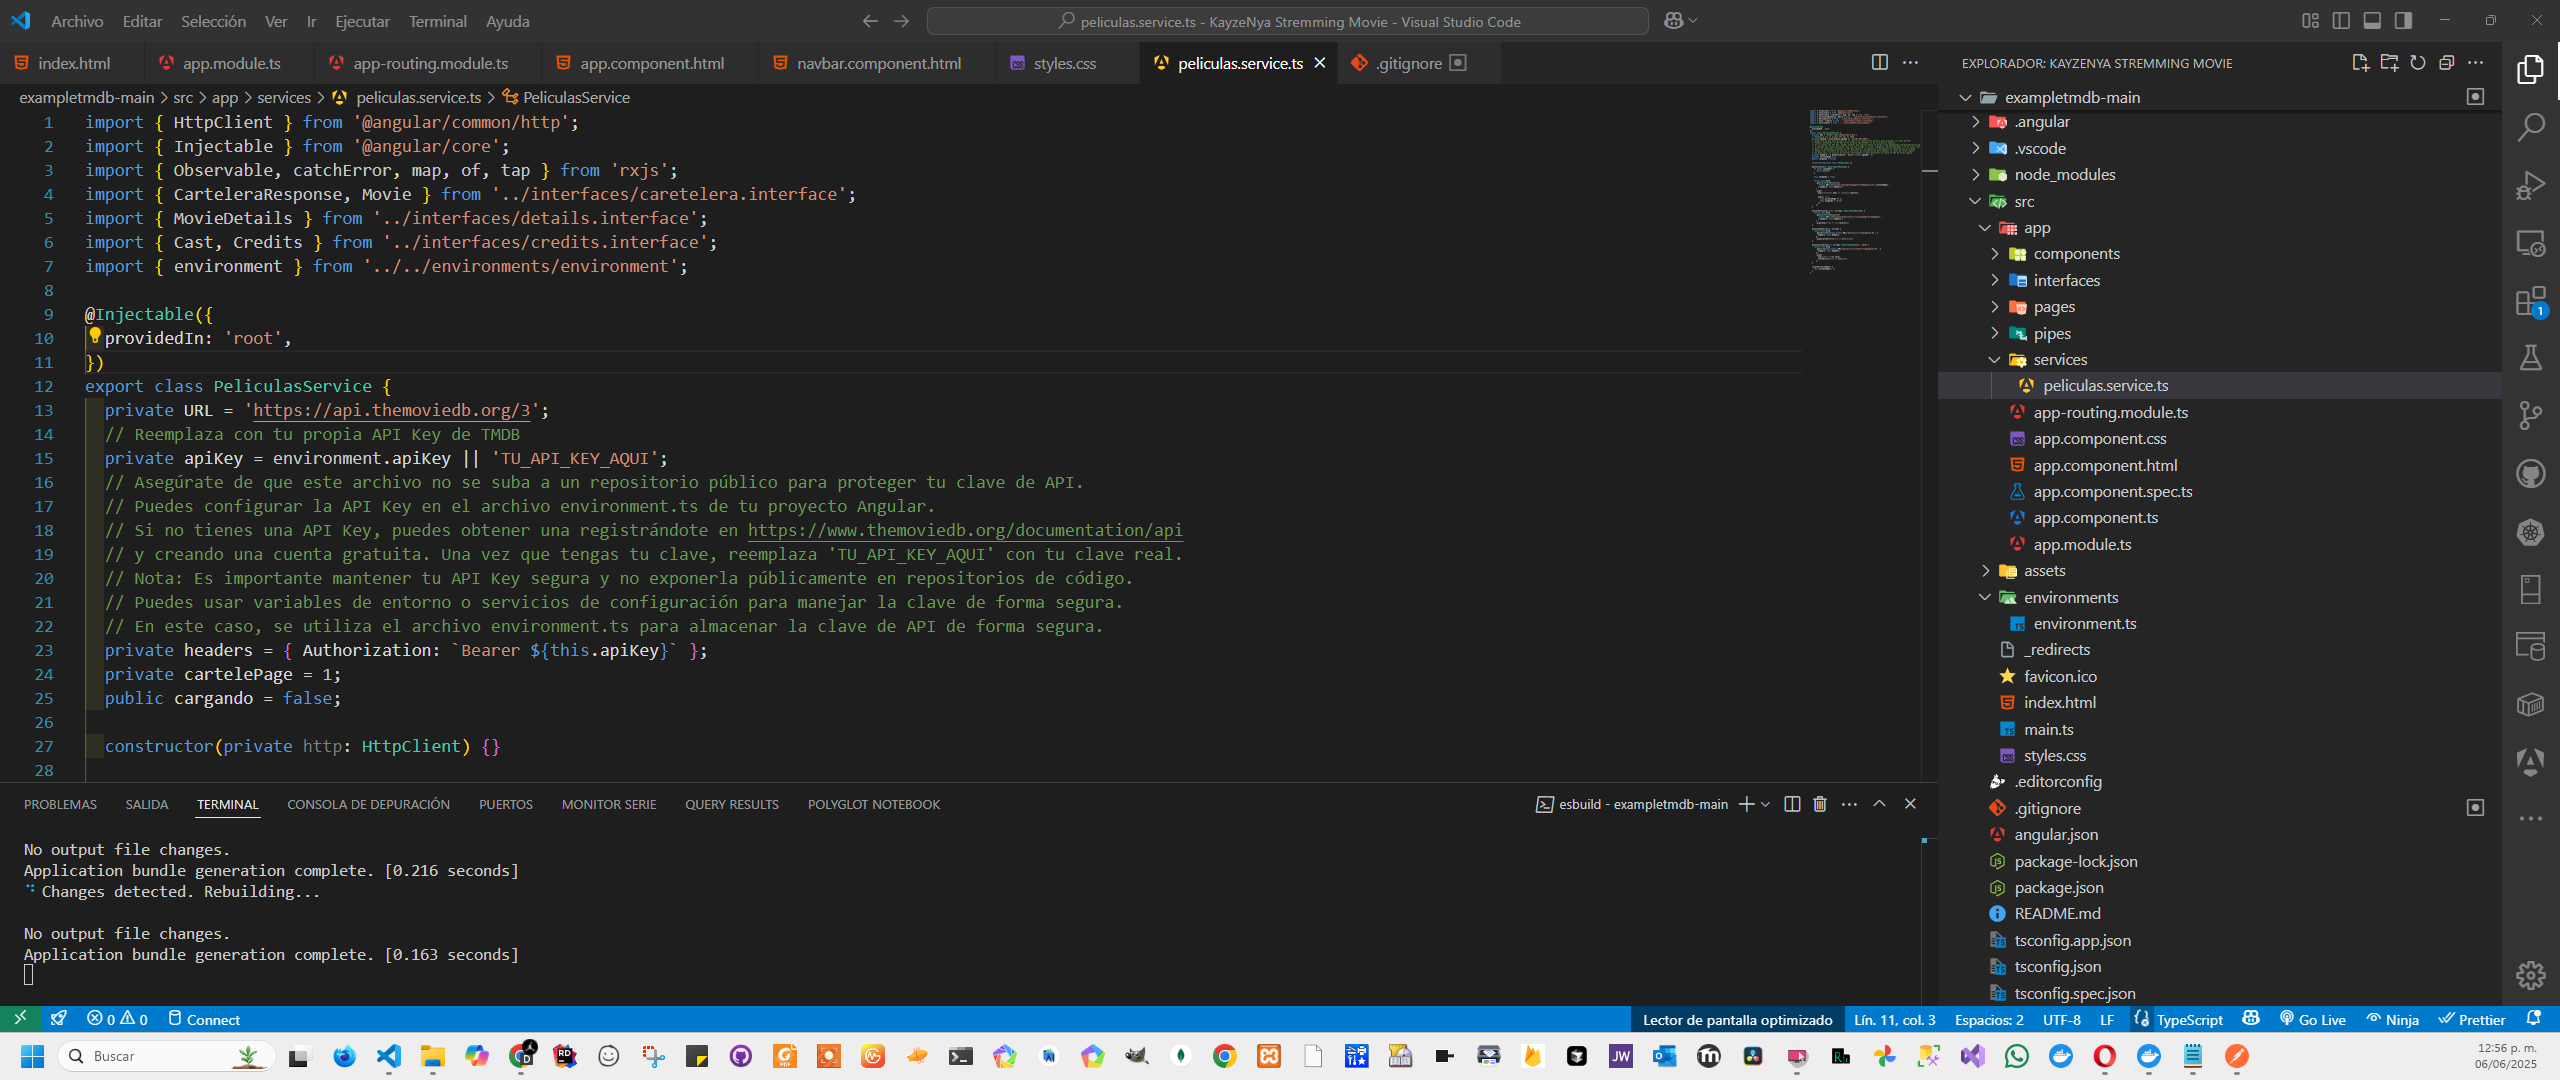 Archivo Editar Selección Ver Ir Ejecutar Terminal Ayuda
peliculas.service.ts - KayzeNya Stremming Movie - Visual Studio Code
index.html app.module.ts app-routing.module.ts app.component.html navbar.component.html styles.css peliculas.service.ts .gitignore
exampletmdb-main > src > app > services > peliculas.service.ts > PeliculasService
1 import { HttpClient } from '@angular/common/http';
2 import { Injectable } from '@angular/core';
3 import { Observable, catchError, map, of, tap } from 'rxjs';
4 import { CarteleraResponse, Movie } from '../interfaces/caretelera.interface';
5 import { MovieDetails } from '../interfaces/details.interface';
6 import { Cast, Credits } from '../interfaces/credits.interface';
7 import { environment } from '../../environments/environment';
8
9 @Injectable({
10 providedIn: 'root',
11 })
12 export class PeliculasService {
13 private URL = 'https://api.themoviedb.org/3';
14 // Reemplaza con tu propia API Key de TMDB
15 private apiKey = environment.apiKey || 'TU_API_KEY_AQUI';
16 // Asegúrate de que este archivo no se suba a un repositorio público para proteger tu clave de API.
17 // Puedes configurar la API Key en el archivo environment.ts de tu proyecto Angular.
18 // Si no tienes una API Key, puedes obtener una registrándote en https://www.themoviedb.org/documentation/api
19 // y creando una cuenta gratuita. Una vez que tengas tu clave, reemplaza 'TU_API_KEY_AQUI' con tu clave real.
20 // Nota: Es importante mantener tu API Key segura y no exponerla públicamente en repositorios de código.
21 // Puedes usar variables de entorno o servicios de configuración para manejar la clave de forma segura.
22 // En este caso, se utiliza el archivo environment.ts para almacenar la clave de API de forma segura.
23 private headers = { Authorization: `Bearer ${this.apiKey}` };
24 private cartelePage = 1;
25 public cargando = false;
26
27 constructor(private http: HttpClient) {}
28
PROBLEMAS SALIDA TERMINAL CONSOLA DE DEPURACIÓN PUERTOS MONITOR SERIE QUERY RESULTS POLYGLOT NOTEBOOK
esbuild - exampletmdb-main
No output file changes.
Application bundle generation complete. [0.216 seconds]
Changes detected. Rebuilding...
No output file changes.
Application bundle generation complete. [0.163 seconds]
EXPLORADOR: KAYZENYA STREMMING MOVIE
exampletmdb-main
.angular
.vscode
node_modules
src
app
components
interfaces
pages
pipes
services
peliculas.service.ts
app-routing.module.ts
app.component.css
app.component.html
app.component.spec.ts
app.component.ts
app.module.ts
assets
environments
environment.ts
_redirects
favicon.ico
index.html
main.ts
styles.css
.editorconfig
.gitignore
angular.json
package-lock.json
package.json
README.md
tsconfig.app.json
tsconfig.json
tsconfig.spec.json
1
0 0 Connect
Lector de pantalla optimizado Lín. 11, col. 3 Espacios: 2 UTF-8 LF TypeScript Go Live Ninja Prettier
Buscar
12:56 p. m.
06/06/2025